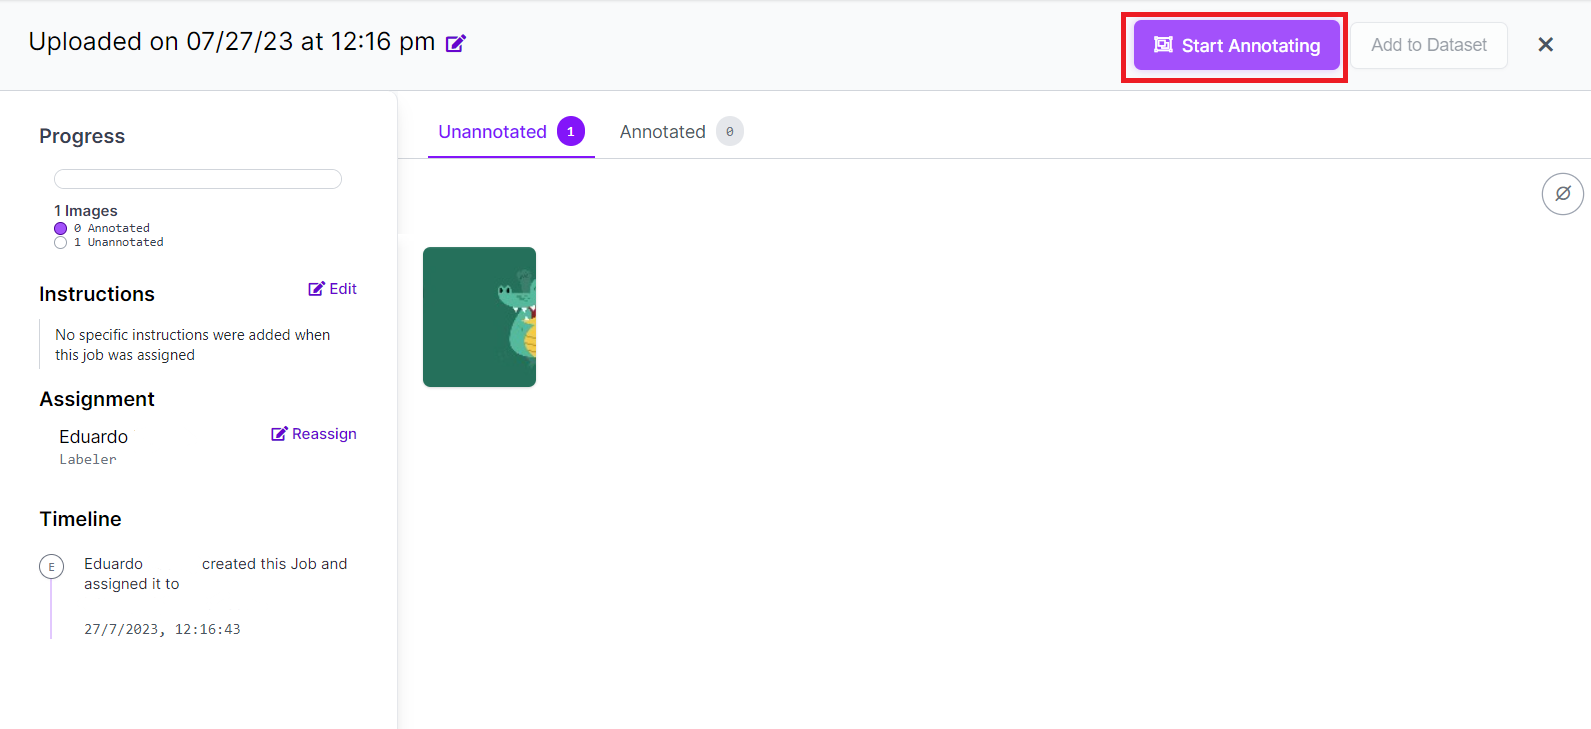 Uploaded on 07/27/23 at 12:16 pm
Start Annotating
Add to Dataset
Progress
1 Images
0 Annotated
1 Unannotated
Instructions
Edit
No specific instructions were added when
this job was assigned
Assignment
Eduardo
Reassign
Labeler
Timeline
E
Eduardo created this Job and
assigned it to
27/7/2023, 12:16:43
Unannotated 1
Annotated 0